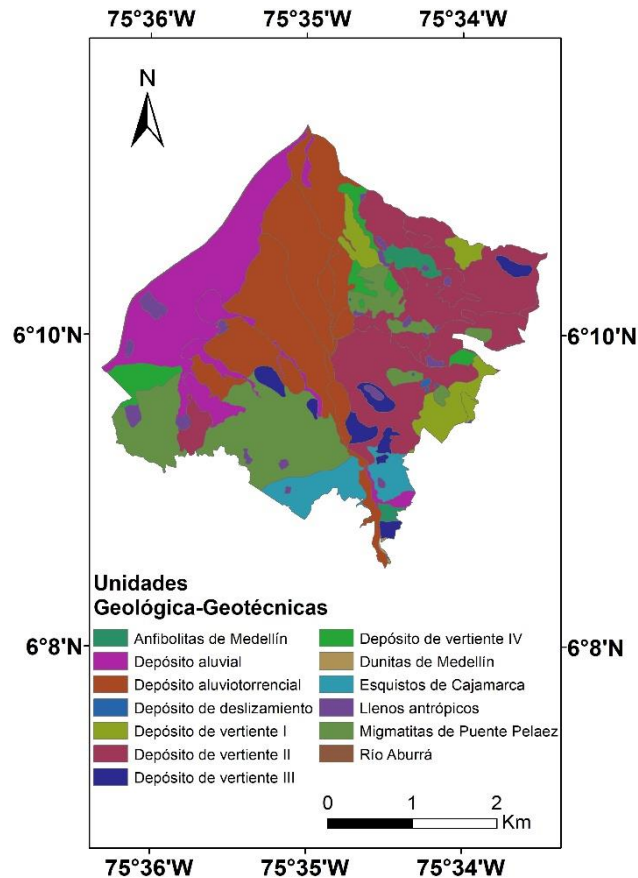 75°36'W 75°35'W 75°34'W
N
6°10'N 6°10'N
Unidades
Geológica-Geotécnicas
6°8'N 6°8'N
Anfibolitas de Medellín
Depósito aluvial
Depósito aluviotorrencial
Depósito de deslizamiento
Depósito de vertiente I
Depósito de vertiente II
Depósito de vertiente III
Depósito de vertiente IV
Dunitas de Medellín
Esquistos de Cajamarca
Llenos antrópicos
Migmatitas de Puente Pelaez
Río Aburrá
0 1 2
Km
75°36'W 75°35'W 75°34'W